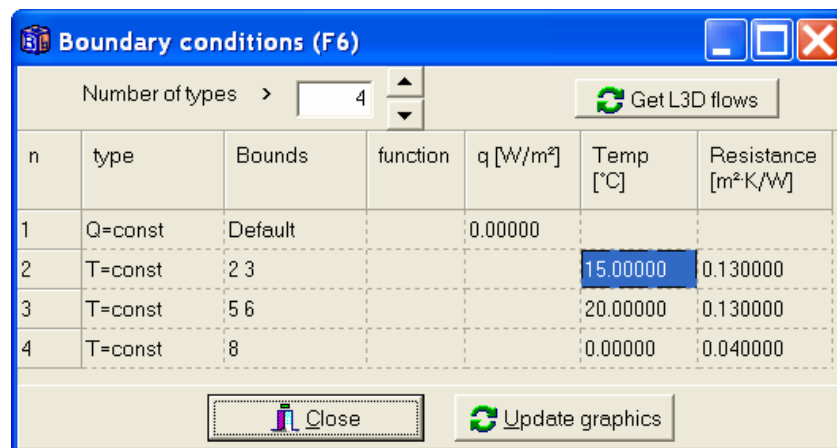 Boundary conditions (F6)
Number of types > 4 Get L3D flows
n type Bounds function q [W/m²] Temp [°C] Resistance [m²·K/W]
1 Q=const Default 0.00000
2 T=const 2 3 15.00000 0.130000
3 T=const 5 6 20.00000 0.130000
4 T=const 8 0.00000 0.040000
Close Update graphics